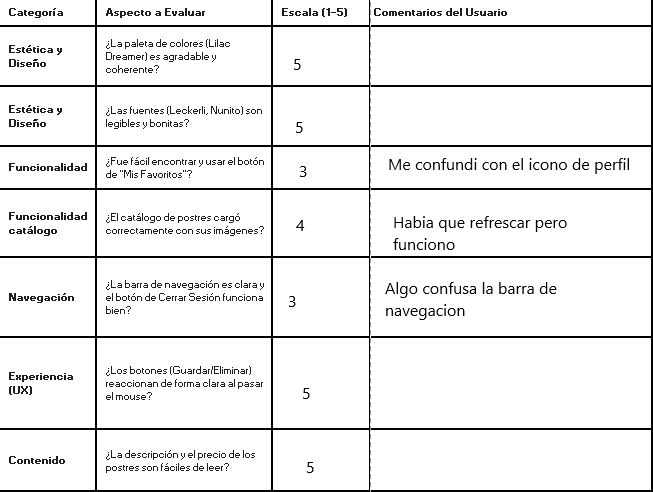 Categoría Aspecto a Evaluar Escala (1-5) Comentarios del Usuario
Estética y
Diseño
¿La paleta de colores (Lilac
Dreamer) es agradable y
coherente?
5
Estética y
Diseño
¿Las fuentes (Leckerli, Nunito) son
legibles y bonitas?
5
Funcionalidad
¿Fue fácil encontrar y usar el botón
de "Mis Favoritos"?
3
Me confundi con el icono de perfil
Funcionalidad
catálogo
¿El catálogo de postres cargó
correctamente con sus imágenes?
4
Habia que refrescar pero
funciono
Navegación
¿La barra de navegación es clara y
el botón de Cerrar Sesión funciona
bien?
3
Algo confusa la barra de
navegacion
Experiencia
(UX)
¿Los botones (Guardar/Eliminar)
reaccionan de forma clara al pasar
el mouse?
5
Contenido
¿La descripción y el precio de los
postres son fáciles de leer?
5